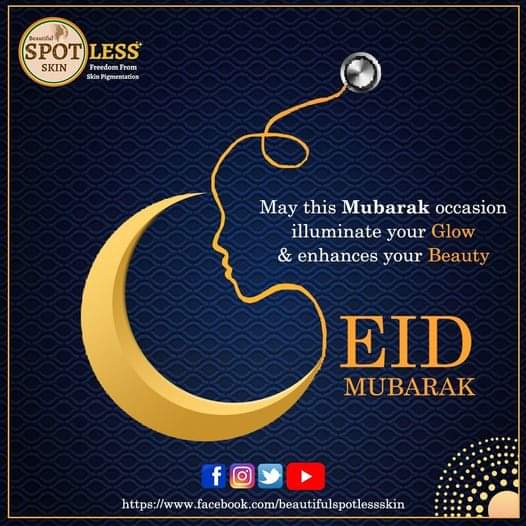 Beautiful
SPOTLESS+
SKIN
Freedom From
Skin Pigmentation
May this Mubarak occasion
illuminate your Glow
& enhances your Beauty
EID
MUBARAK
https://www.facebook.com/beautifulspotlessskin